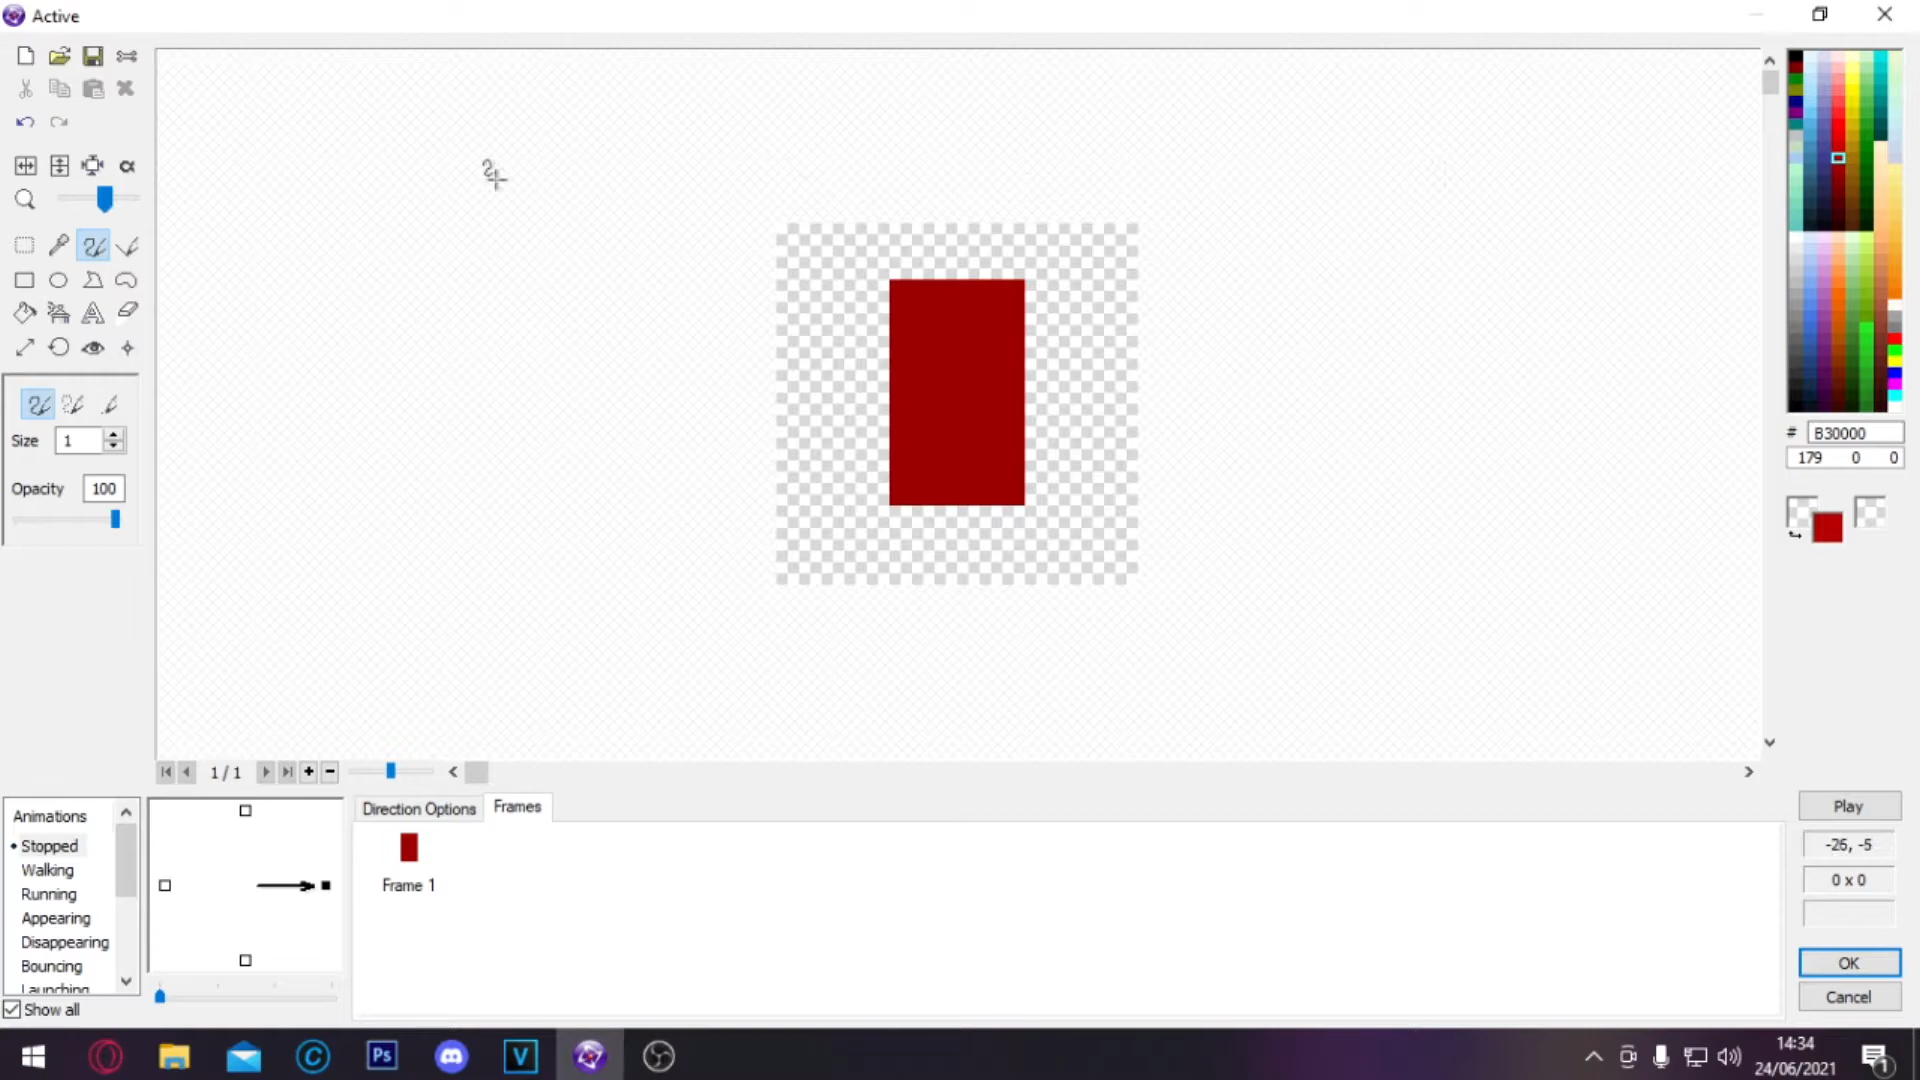 Active
Size 1
Opacity 100
# B30000
179 0 0
1 / 1
Animations
Stopped
Walking
Running
Appearing
Disappearing
Bouncing
Launching
Show all
Direction Options
Frames
Frame 1
Play
-26, -5
0 x 0
OK
Cancel
Ps
V
14:34
24/06/2021
1